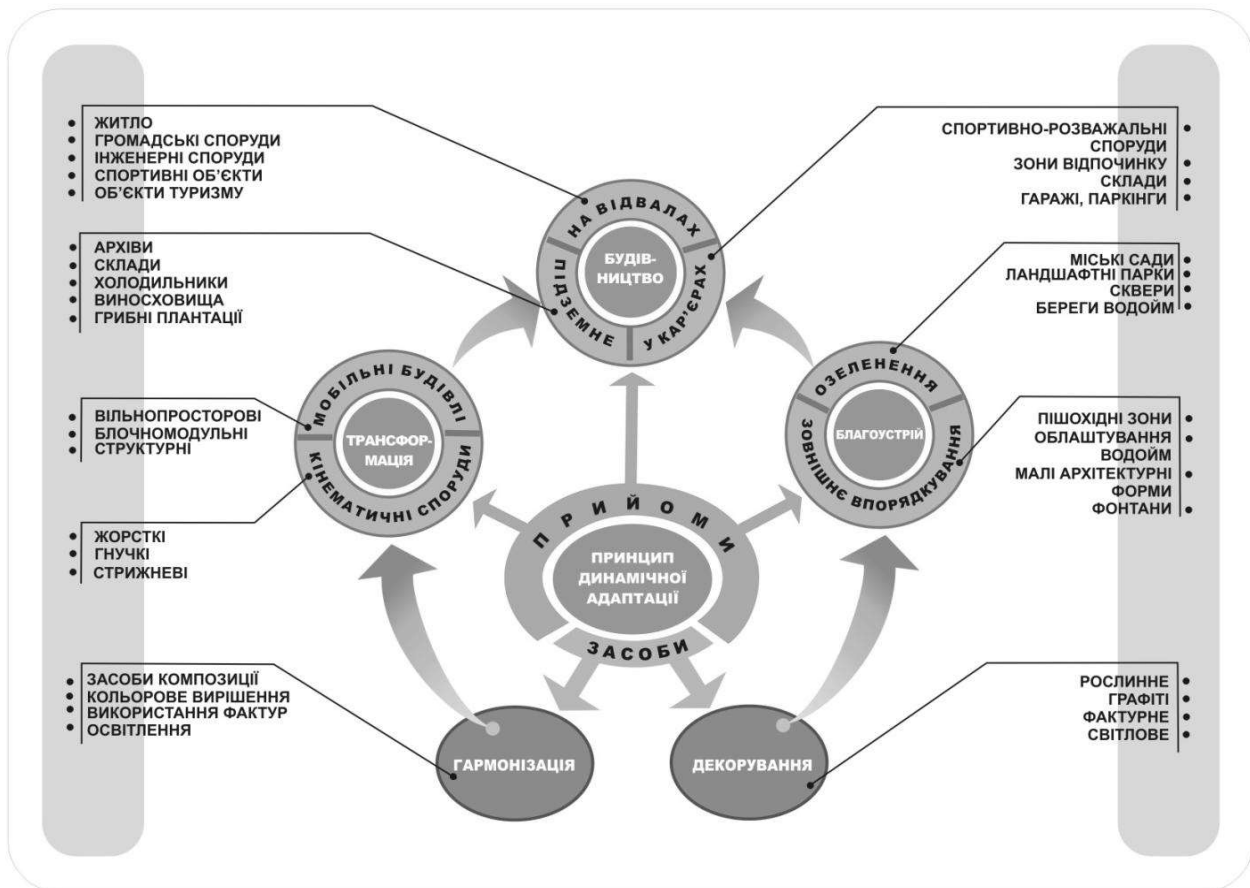 ЖИТЛО
ГРОМАДСЬКІ СПОРУДИ
ІНЖЕНЕРНІ СПОРУДИ
СПОРТИВНІ ОБ'ЄКТИ
ОБ'ЄКТИ ТУРИЗМУ
АРХІВИ
СКЛАДИ
ХОЛОДИЛЬНИКИ
ВИНОСХОВИЩА
ГРИБНІ ПЛАНТАЦІЇ
ВІЛЬНОПРОСТОРОВІ
БЛОЧНОМОДУЛЬНІ
СТРУКТУРНІ
ЖОРСТКІ
ГНУЧКІ
СТРИЖНЕВІ
ЗАСОБИ КОМПОЗИЦІЇ
КОЛЬОРОВЕ ВИРІШЕННЯ
ВИКОРИСТАННЯ ФАКТУР
ОСВІТЛЕННЯ
НА ВІДВАЛАХ
ПІДЗЕМНЕ
У КАР'ЄРАХ
БУДІВ-
НИЦТВО
МОБІЛЬНІ БУДІВЛІ
КІНЕМАТИЧНІ СПОРУДИ
ТРАНСФОР-
МАЦІЯ
ОЗЕЛЕНЕННЯ
ЗОВНІШНЄ ВПОРЯДКУВАННЯ
БЛАГОУСТРІЙ
ПРИЙОМИ
ПРИНЦИП
ДИНАМІЧНОЇ
АДАПТАЦІЇ
ЗАСОБИ
ГАРМОНІЗАЦІЯ
ДЕКОРУВАННЯ
СПОРТИВНО-РОЗВАЖАЛЬНІ
СПОРУДИ
ЗОНИ ВІДПОЧИНКУ
СКЛАДИ
ГАРАЖІ, ПАРКІНГИ
МІСЬКІ САДИ
ЛАНДШАФТНІ ПАРКИ
СКВЕРИ
БЕРЕГИ ВОДОЙМ
ПІШОХІДНІ ЗОНИ
ОБЛАШТУВАННЯ
ВОДОЙМ
МАЛІ АРХІТЕКТУРНІ
ФОРМИ
ФОНТАНИ
РОСЛИННЕ
ГРАФІТІ
ФАКТУРНЕ
СВІТЛОВЕ